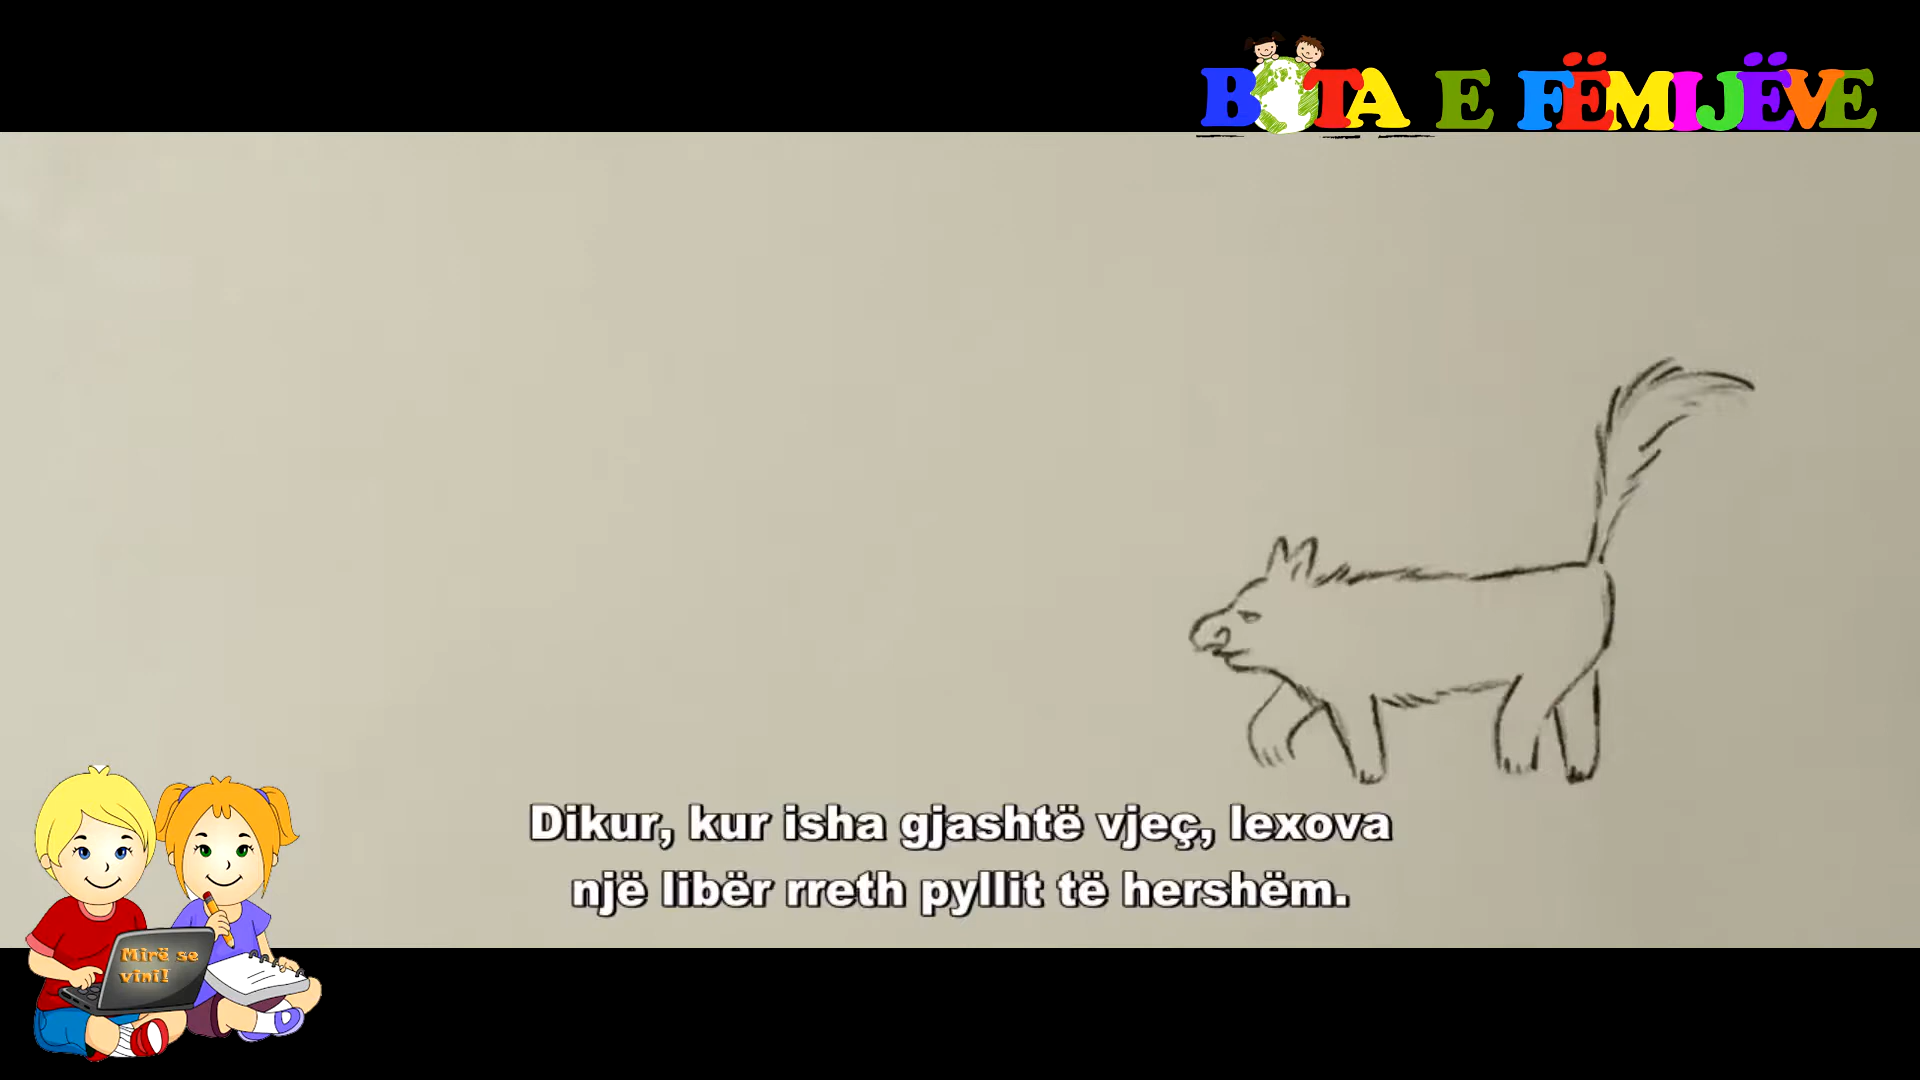 BOTA E FËMIJËVE
Dikur, kur isha gjashtë vjeç, lexova
një libër rreth pyllit të hershëm.
Mirë se
vini!